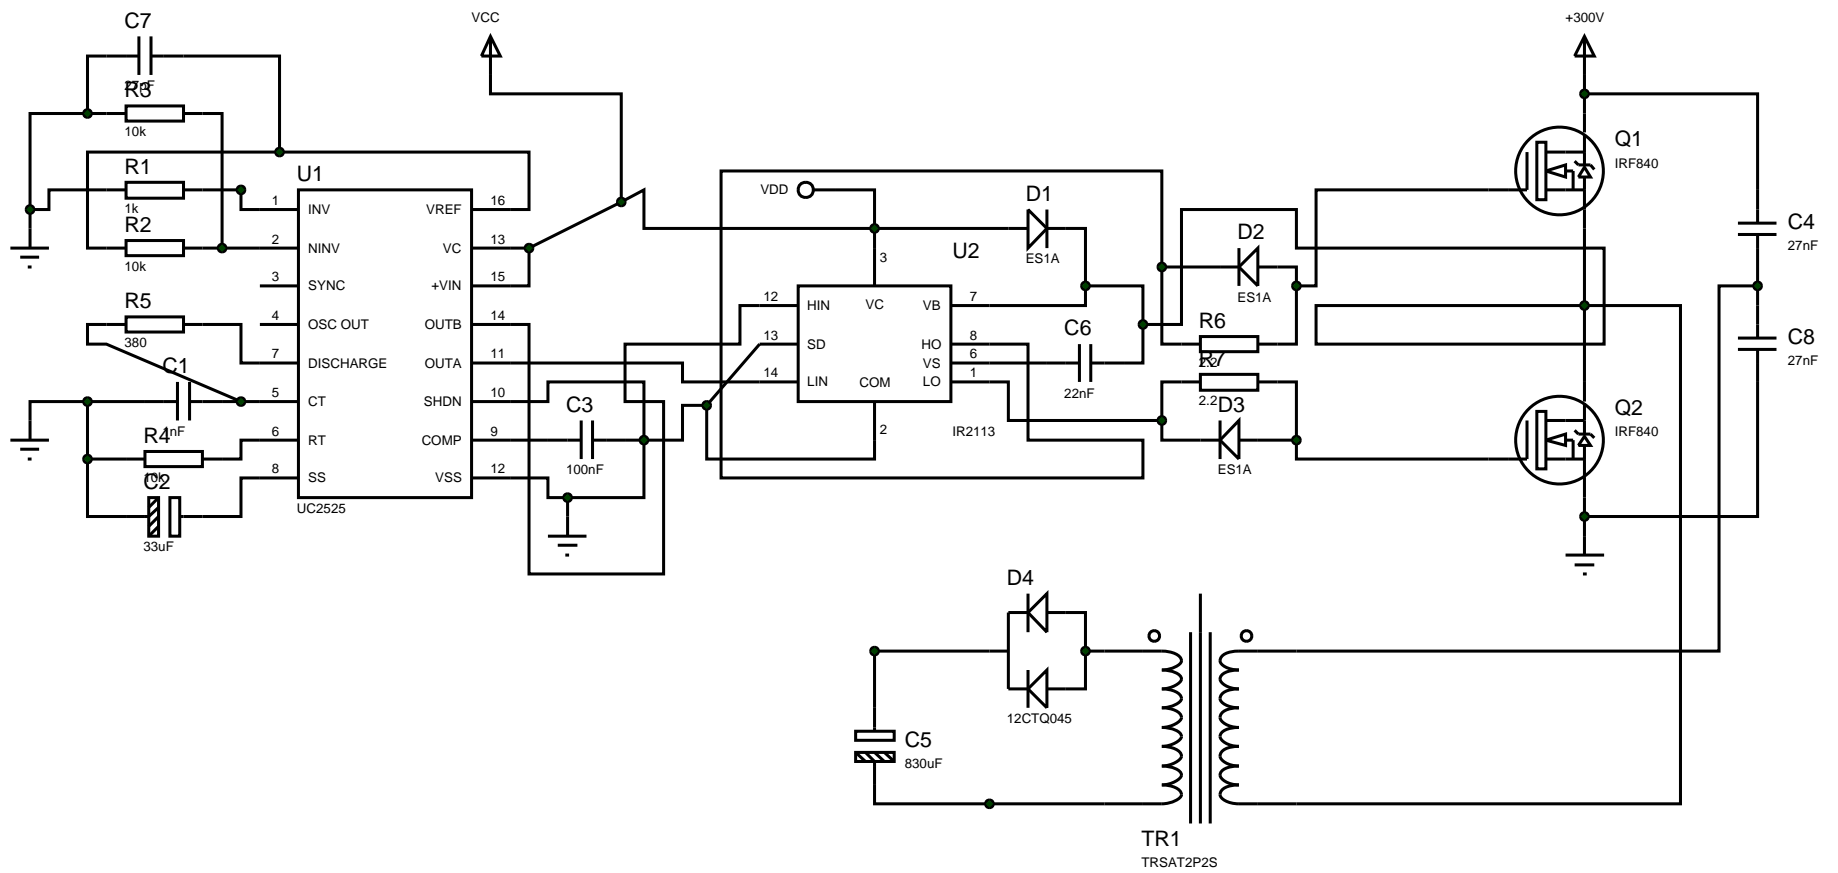 C7
27nF
R3
10k
R1
1k
R2
10k
R5
380
C1
1nF
R4
10k
C2
33uF
VCC
U1
1 INV
2 NINV
3 SYNC
4 OSC OUT
7 DISCHARGE
5 CT
6 RT
8 SS
VREF 16
VC 13
+VIN 15
OUTB 14
OUTA 11
SHDN 10
COMP 9
VSS 12
UC2525
C3
100nF
VDD
3
U2
12 HIN
13 SD
14 LIN
VC
COM
VB 7
HO 8
VS 6
LO 1
2
IR2113
D1
ES1A
C6
22nF
D2
ES1A
R6
2.2
R7
2.2
D3
ES1A
+300V
Q1
IRF840
Q2
IRF840
C4
27nF
C8
27nF
D4
12CTQ045
C5
830uF
TR1
TRSAT2P2S